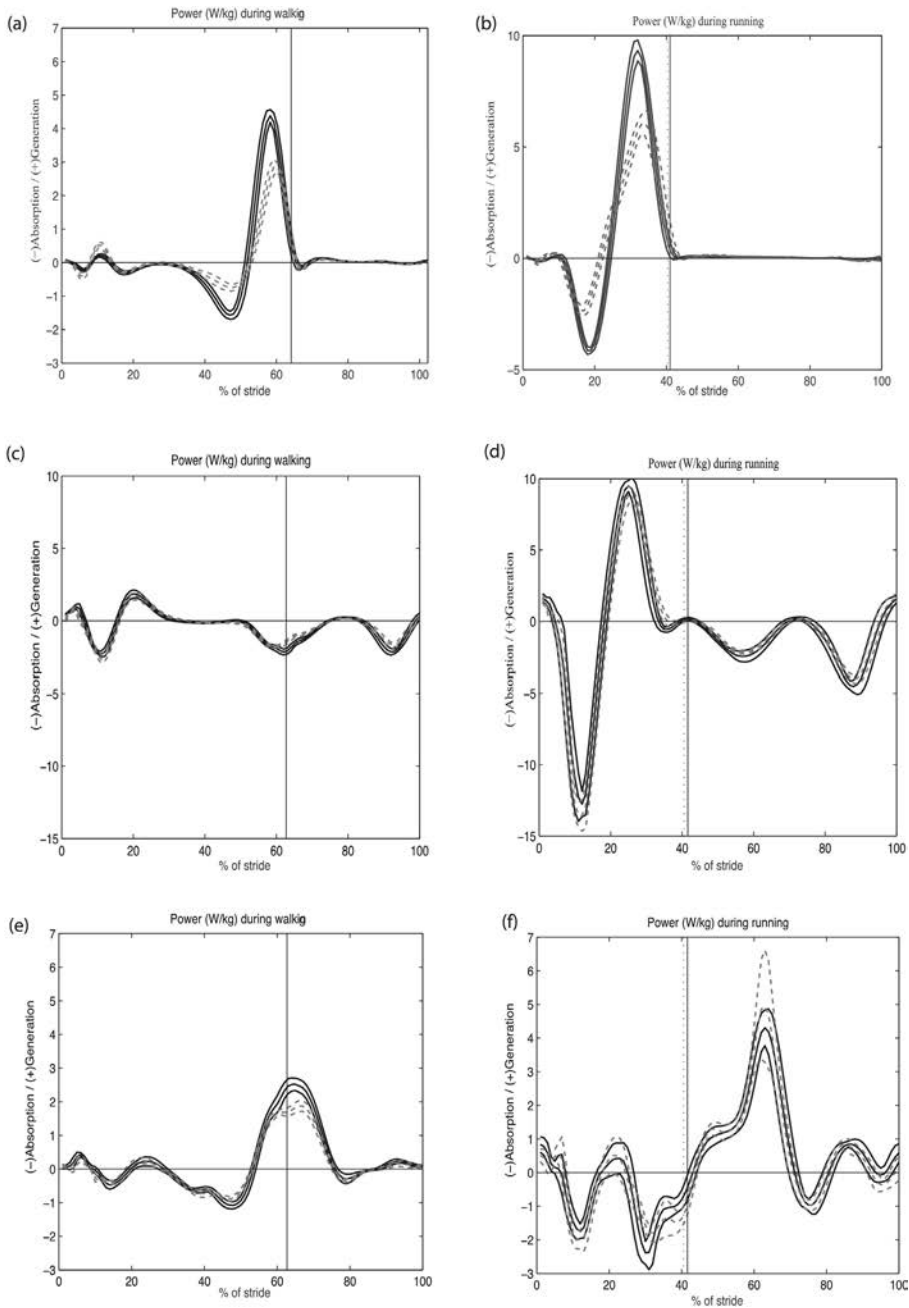 (a)
Power (W/kg) during walkig
(−)Absorption / (+)Generation
7
6
5
4
3
2
1
0
−1
−2
−3
0 20 40 60 80 100
% of stride
(b)
Power (W/kg) during running
(−)Absorption / (+)Generation
10
5
0
−5
0 20 40 60 80 100
% of stride
(c)
Power (W/kg) during walking
(−)Absorption / (+)Generation
10
5
0
−5
−10
−15
0 20 40 60 80 100
% of stride
(d)
Power (W/kg) during running
(−)Absorption / (+)Generation
10
5
0
−5
−10
−15
0 20 40 60 80 100
% of stride
(e)
Power (W/kg) during walkig
(−)Absorption / (+)Generation
7
6
5
4
3
2
1
0
−1
−2
−3
0 20 40 60 80 100
% of stride
(f)
Power (W/kg) during running
(−)Absorption / (+)Generation
7
6
5
4
3
2
1
0
−1
−2
−3
0 20 40 60 80 100
% of stride